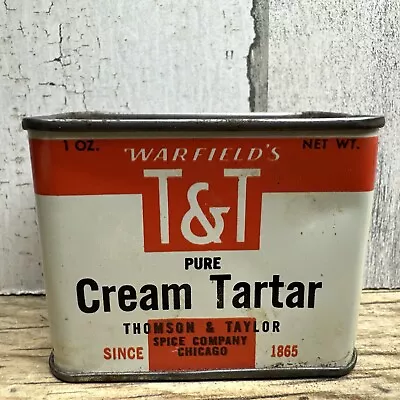 1 OZ. WARFIELD'S NET WT.
T&T
PURE
Cream Tartar
THOMSON & TAYLOR
SPICE COMPANY
SINCE CHICAGO 1865